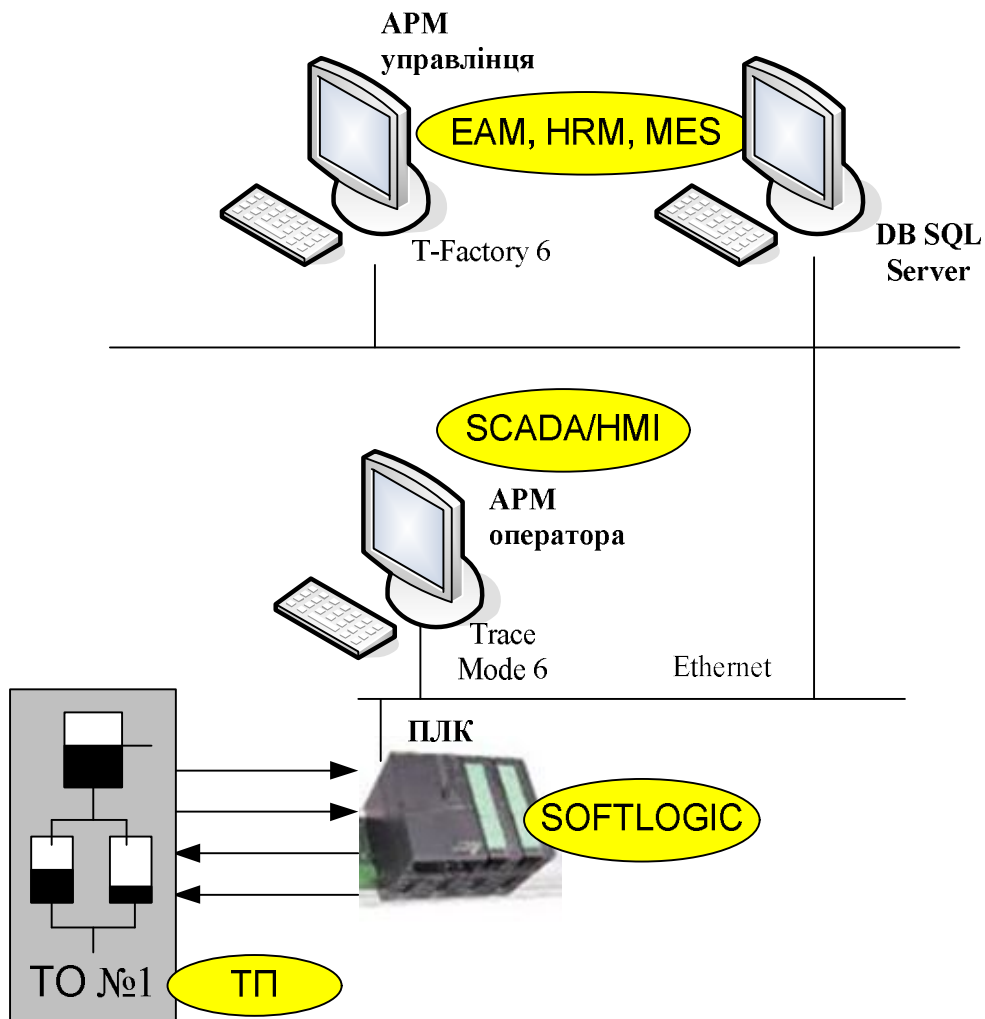 АРМ
управлінця
EAM, HRM, MES
T-Factory 6
DB SQL
Server
SCADA/HMI
АРМ
оператора
Trace
Mode 6
Ethernet
ПЛК
SOFTLOGIC
ТО №1
ТП